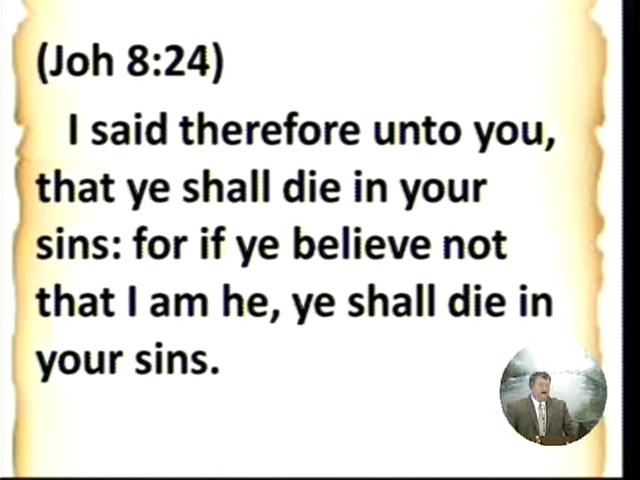 (Joh 8:24)
I said therefore unto you,
that ye shall die in your
sins: for if ye believe not
that I am he, ye shall die in
your sins.